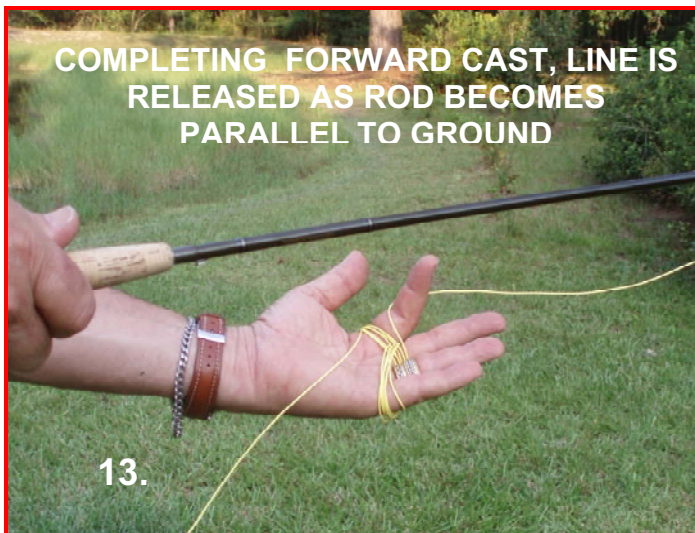 COMPLETING FORWARD CAST, LINE IS
RELEASED AS ROD BECOMES
PARALLEL TO GROUND
13.